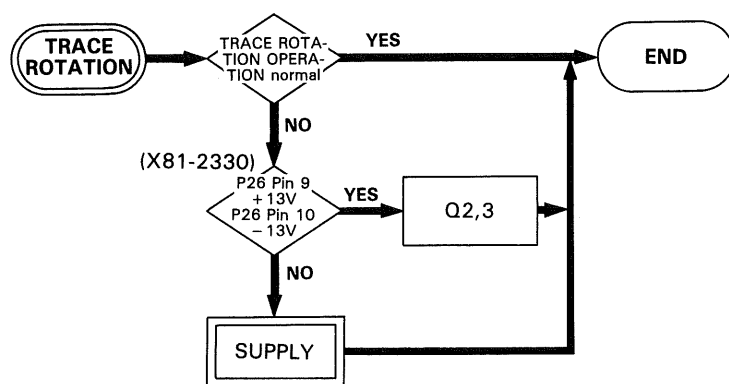 TRACE
ROTATION
TRACE ROTA-
TION OPERA-
TION normal
YES
END
NO
(X81-2330)
P26 Pin 9
+13V
P26 Pin 10
−13V
YES
Q2,3
NO
SUPPLY